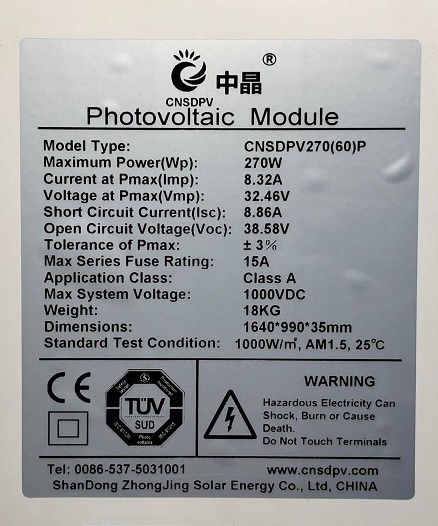 ®
中晶
CNSDPV
Photovoltaic Module
Model Type: CNSDPV270(60)P
Maximum Power(Wp): 270W
Current at Pmax(Imp): 8.32A
Voltage at Pmax(Vmp): 32.46V
Short Circuit Current(Isc): 8.86A
Open Circuit Voltage(Voc): 38.58V
Tolerance of Pmax: ± 3%
Max Series Fuse Rating: 15A
Application Class: Class A
Max System Voltage: 1000VDC
Weight: 18KG
Dimensions: 1640*990*35mm
Standard Test Condition: 1000W/㎡, AM1.5, 25℃
CE
TÜV
SUD
Photo
WARNING
Hazardous Electricity Can
Shock, Burn or Cause
Death.
Do Not Touch Terminals
Tel: 0086-537-5031001 www.cnsdpv.com
ShanDong ZhongJing Solar Energy Co., Ltd, CHINA